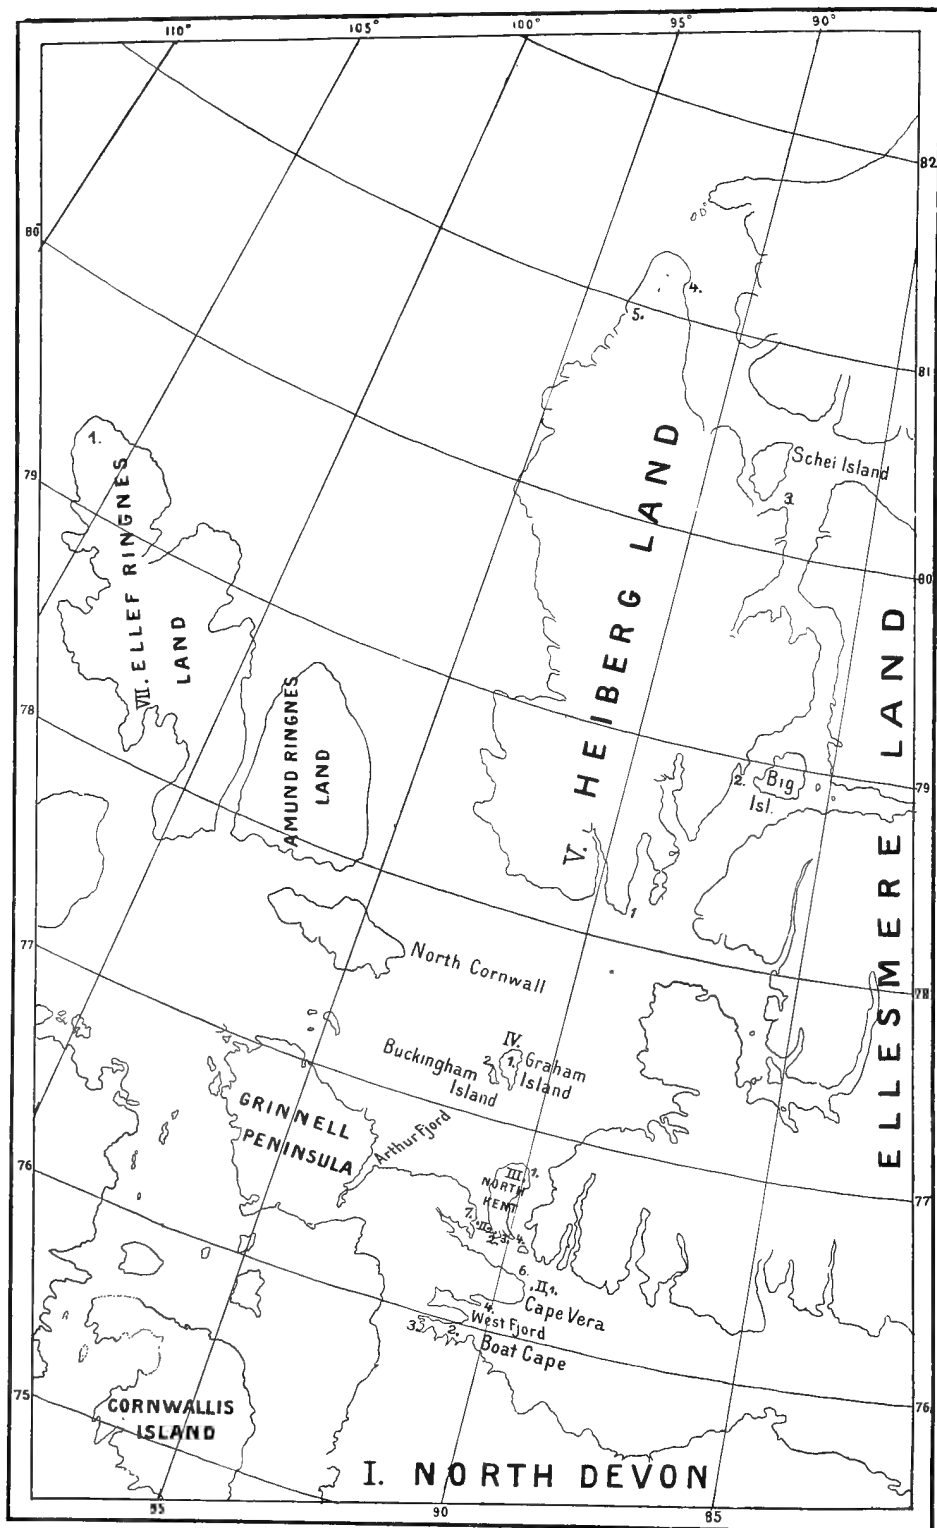 110° 105° 100° 95° 90°
82
80°
4.
5.
81
1.
79
Schei Island
3.
80
VII. ELLEF RINGNES
LAND
V. HEIBERG LAND
ELLESMERE LAND
78
AMUND RINGNES
LAND
2. Big
Isl.
79
1
77
North Cornwall
78
IV.
1. Graham
Island
2.
Buckingham
Island
GRINNELL
PENINSULA
Arthur Fjord
76
III. 1.
NORTH
KENT
77
7. II
2. 3. 4.
6.
II, 1.
Cape Vera
4.
West Fjord
3. 2.
Boat Cape
75
76
CORNWALLIS
ISLAND
I. NORTH DEVON
95 90 85